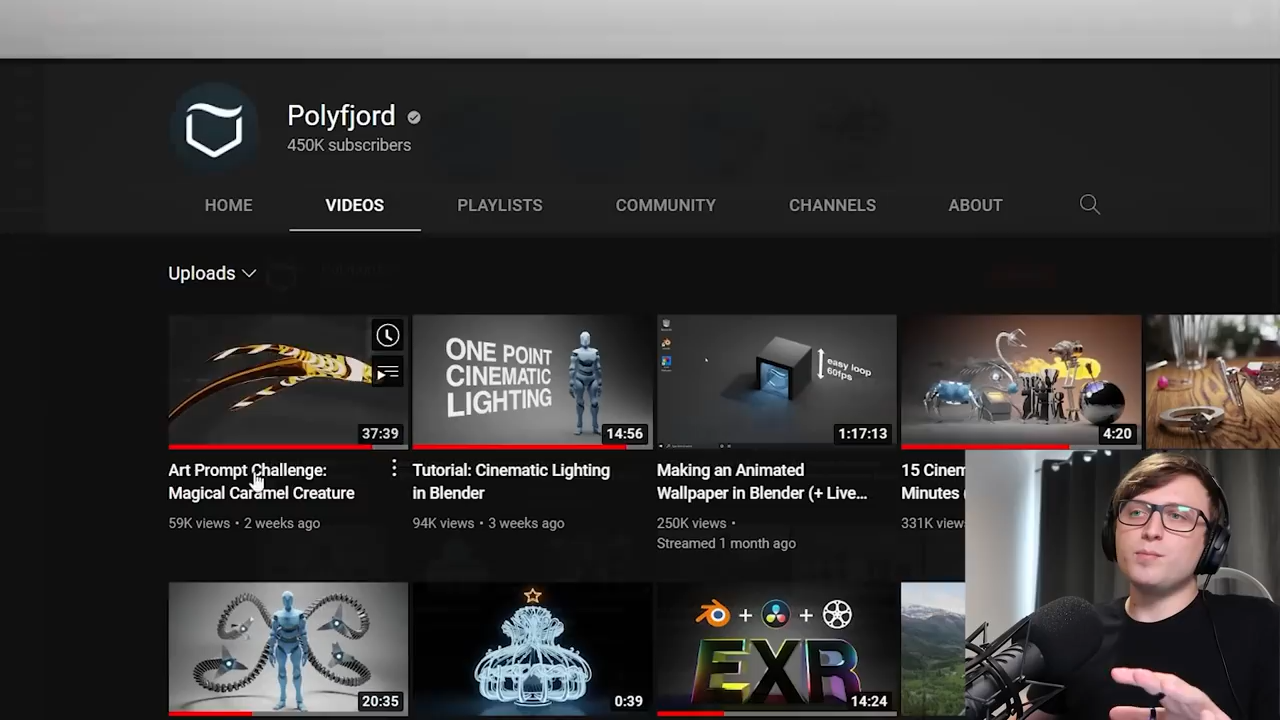 Polyfjord
450K subscribers
HOME VIDEOS PLAYLISTS COMMUNITY CHANNELS ABOUT
Uploads
ONE POINT
CINEMATIC
LIGHTING
easy loop
60fps
37:39 14:56 1:17:13 4:20
Art Prompt Challenge:
Magical Caramel Creature
59K views • 2 weeks ago
Tutorial: Cinematic Lighting
in Blender
94K views • 3 weeks ago
Making an Animated
Wallpaper in Blender (+ Live...
250K views •
Streamed 1 month ago
15 Cinem
Minutes (
331K views
+ +
EXR
20:35 0:39 14:24